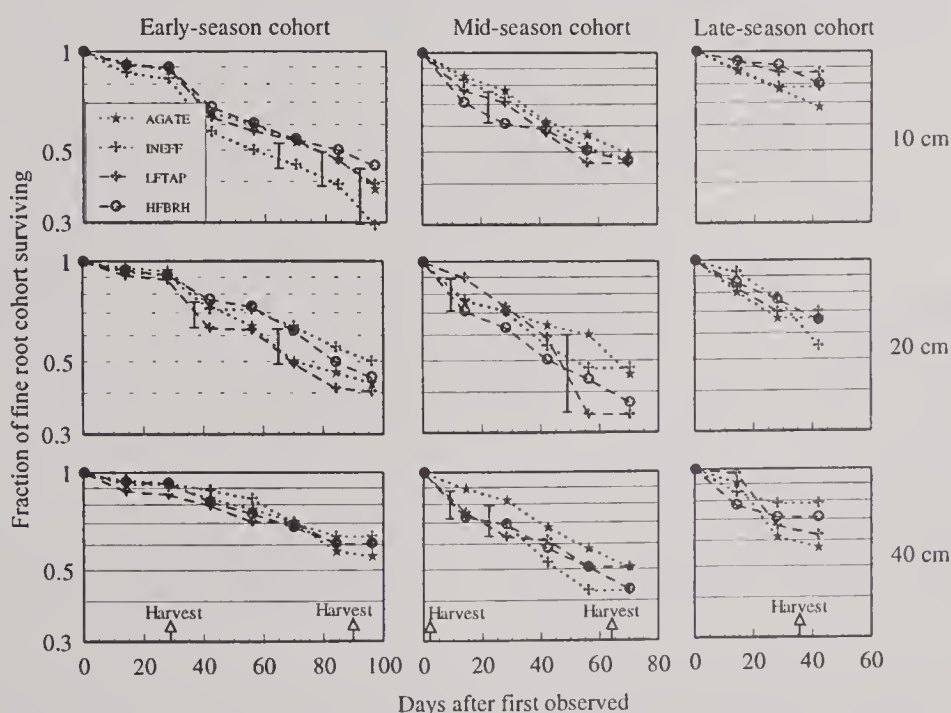 Early-season cohort
Mid-season cohort
Late-season cohort
Fraction of fine root cohort surviving
1
0.5
0.3
AGATE
INEFF
LFTAP
HFBRH
10 cm
1
0.5
0.3
20 cm
1
0.5
0.3
Harvest
Harvest
Harvest
Harvest
Harvest
40 cm
0 20 40 60 80 100
0 20 40 60 80
0 20 40 60
Days after first observed